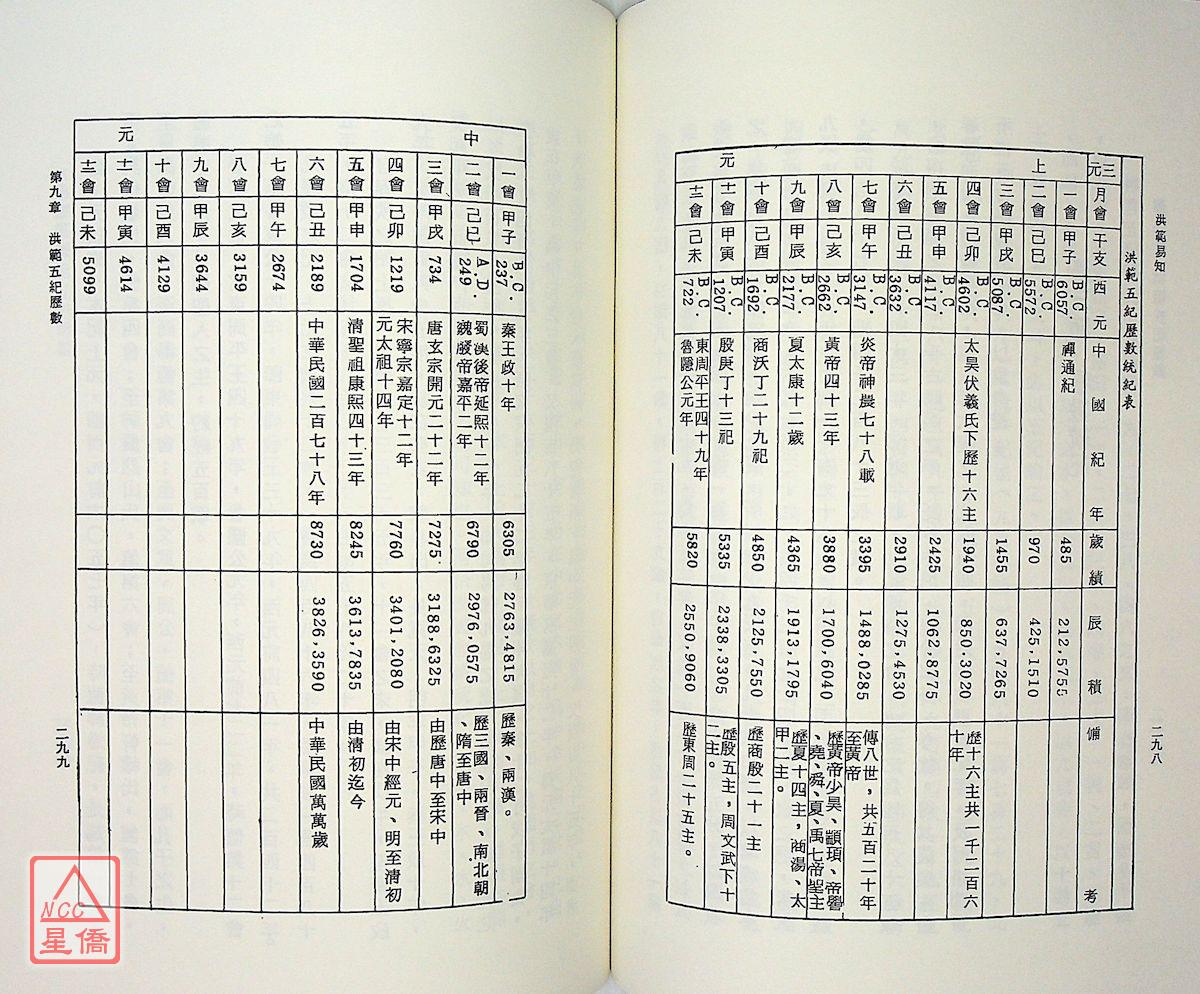 洪範易知
二九八
洪範五紀歷數統紀表
三元 月會 干支 西元 中國紀年 歲績 辰積 備考
上元
一會 甲子 B.C. 6057 禪通紀 485 212,5755
二會 己巳 B.C. 5572 970 425,1510
三會 甲戌 B.C. 5087 1455 637,7265
四會 己卯 B.C. 4602 太昊伏羲氏下歷十六主 1940 850.3020 歷十六主共一千二百六十年
五會 甲申 B.C. 4117 2425 1062,8775
六會 己丑 B.C. 3632 2910 1275,4530
七會 甲午 B.C. 3147 炎帝神農七十八載 3395 1488,0285 傳八世，共五百二十年至黃帝
八會 己亥 B.C. 2662 黃帝四十三年 3880 1700,6040 歷黃帝少昊、顓頊、帝嚳、堯、舜、夏、禹七帝聖主
九會 甲辰 B.C. 2177 夏太康十二歲 4365 1913,1795 歷夏十四主，商湯、太甲二主。
十會 己酉 B.C. 1692 商沃丁二十九祀 4850 2125,7550 歷商殷二十一主
十一會 甲寅 B.C. 1207 殷庚丁十三祀 5335 2338,3305 歷殷五主，周文武下十二主。
十二會 己未 B.C. 722 東周平王四十九年魯隱公元年 5820 2550,9060 歷東周二十五主。
中元
一會 甲子 B.C. 237 秦王政十年 6305 2763,4815 歷秦、兩漢。
二會 己巳 A.D. 249 蜀漢後帝延熙十二年魏廢帝嘉平二年 6790 2976,0575 歷三國、兩晉、南北朝、隋至唐中
三會 甲戌 734 唐玄宗開元二十二年 7275 3188,6325 由歷唐中至宋中
四會 己卯 1219 宋寧宗嘉定十二年元太祖十四年 7760 3401,2080 由宋中經元、明至清初
五會 甲申 1704 清聖祖康熙四十三年 8245 3613,7835 由清初迄今
六會 己丑 2189 中華民國二百七十八年 8730 3826,3590 中華民國萬萬歲
七會 甲午 2674
八會 己亥 3159
九會 甲辰 3644
十會 己酉 4129
十一會 甲寅 4614
十二會 己未 5099
第九章 洪範五紀歷數
二九九
NCC
星僑